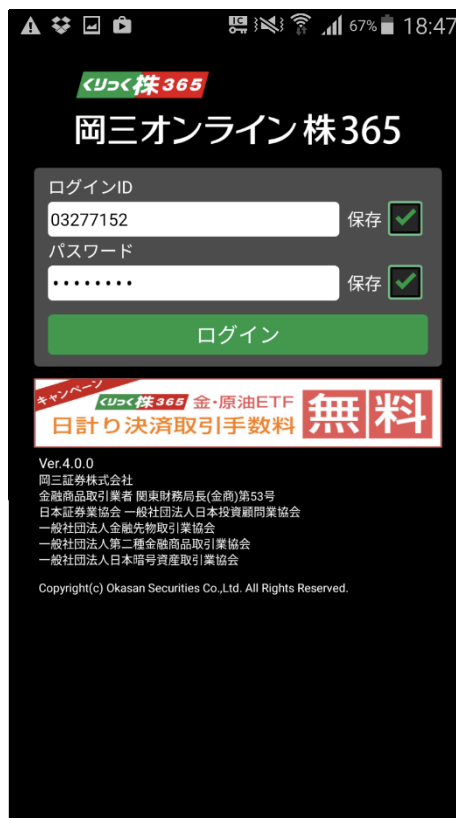 67% 18:47
くりっく株365
岡三オンライン株365
ログインID
03277152 保存
パスワード
•••••••• 保存
ログイン
キャンペーン
くりっく株365 金・原油ETF
日計り決済取引手数料 無料
Ver.4.0.0
岡三証券株式会社
金融商品取引業者 関東財務局長(金商)第53号
日本証券業協会 一般社団法人日本投資顧問業協会
一般社団法人金融先物取引業協会
一般社団法人第二種金融商品取引業協会
一般社団法人日本暗号資産取引業協会
Copyright(c) Okasan Securities Co.,Ltd. All Rights Reserved.